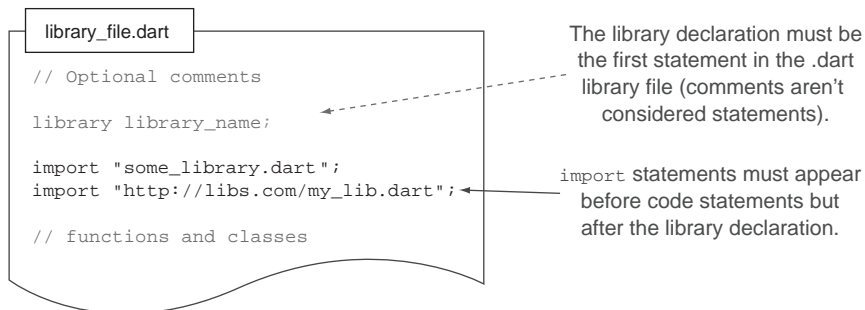 library_file.dart
// Optional comments
library library_name;
import "some_library.dart";
import "http://libs.com/my_lib.dart";
// functions and classes
The library declaration must be
the first statement in the .dart
library file (comments aren't
considered statements).
import statements must appear
before code statements but
after the library declaration.